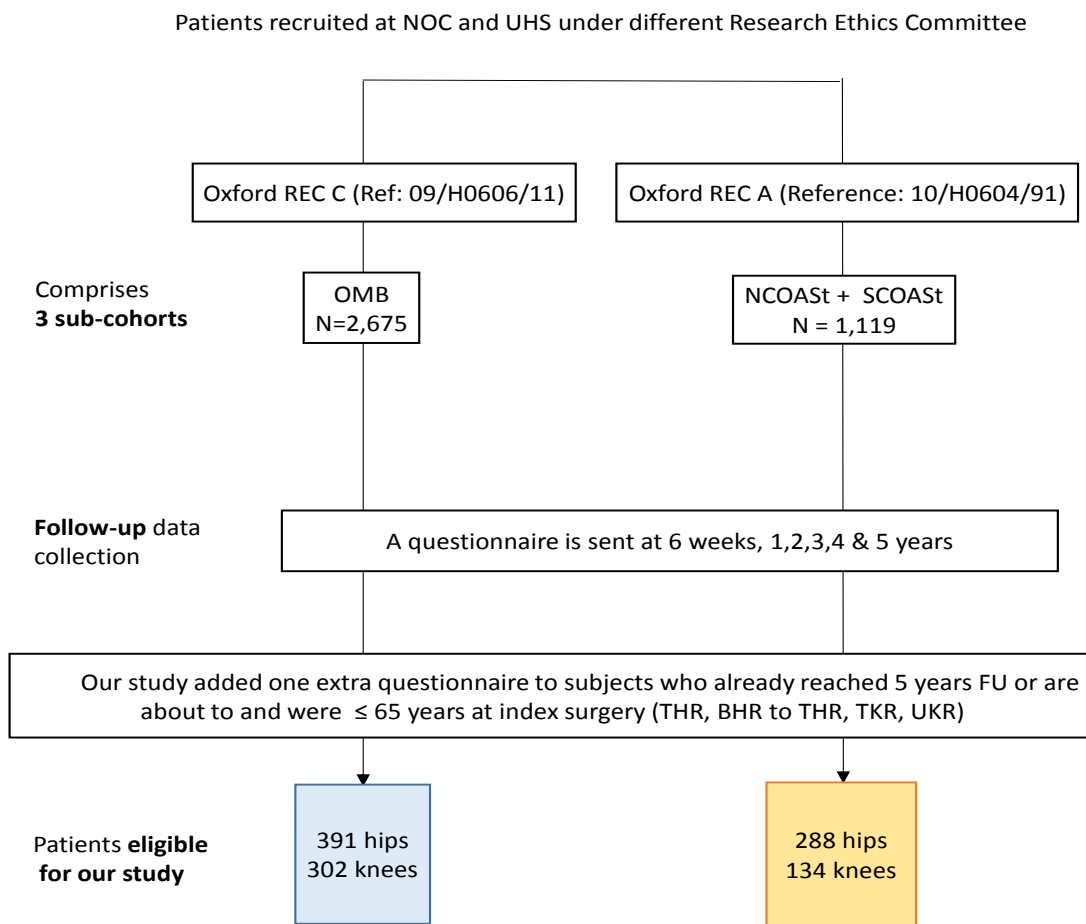 Patients recruited at NOC and UHS under different Research Ethics Committee
Oxford REC C (Ref: 09/H0606/11)
Oxford REC A (Reference: 10/H0604/91)
Comprises
3 sub-cohorts
OMB
N=2,675
NCOASt + SCOASt
N = 1,119
Follow-up data
collection
A questionnaire is sent at 6 weeks, 1,2,3,4 & 5 years
Our study added one extra questionnaire to subjects who already reached 5 years FU or are
about to and were ≤ 65 years at index surgery (THR, BHR to THR, TKR, UKR)
Patients eligible
for our study
391 hips
302 knees
288 hips
134 knees